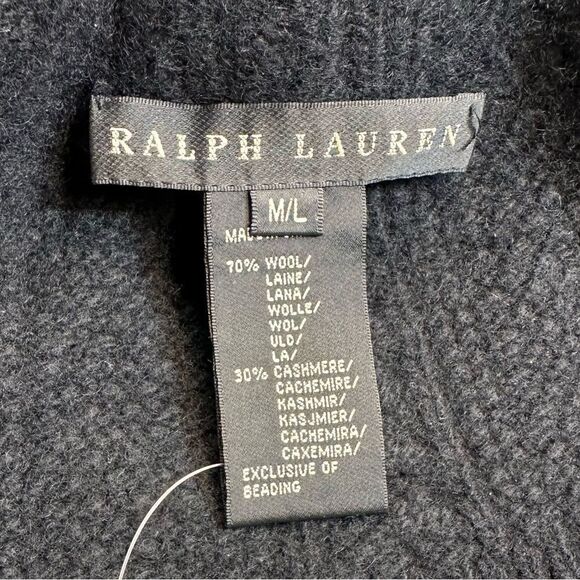 RALPH LAUREN
M/L
70% WOOL/
LAINE/
LANA/
WOLLE/
WOL/
ULD/
LA/
30% CASHMERE/
CACHEMIRE/
KASHMIR/
KASJMIER/
CACHEMIRA/
CAXEMIRA/
EXCLUSIVE OF
BEADING